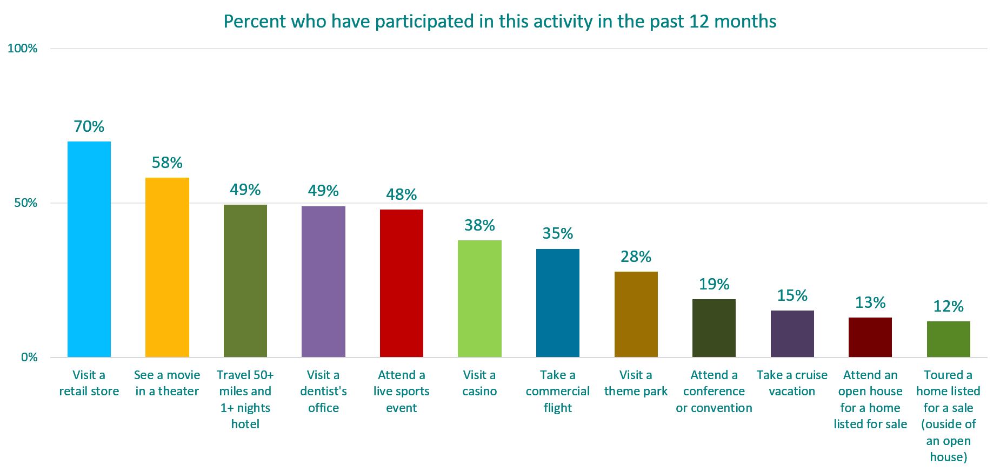 Percent who have participated in this activity in the past 12 months
100%
50%
0%
70%
58%
49%
49%
48%
38%
35%
28%
19%
15%
13%
12%
Visit a
retail store
See a movie
in a theater
Travel 50+
miles and
1+ nights
hotel
Visit a
dentist's
office
Attend a
live sports
event
Visit a
casino
Take a
commercial
flight
Visit a
theme park
Attend a
conference
or convention
Take a cruise
vacation
Attend an
open house
for a home
listed for sale
Toured a
home listed
for a sale
(ouside of
an open
house)